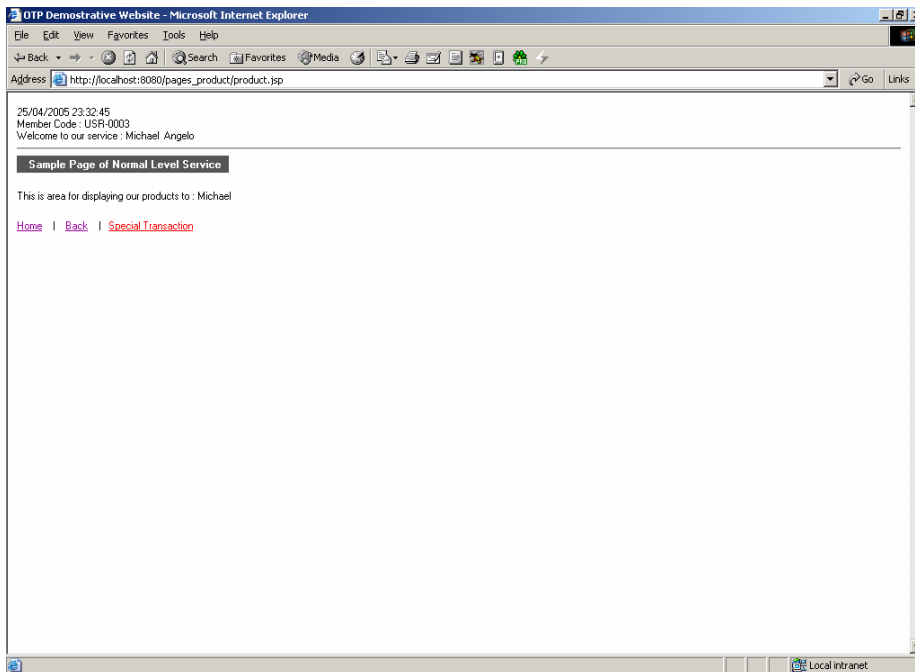 OTP Demostrative Website - Microsoft Internet Explorer
File Edit View Favorites Tools Help
Back Search Favorites Media
Address http://localhost:8080/pages_product/product.jsp Go Links
25/04/2005 23:32:45
Member Code : USR-0003
Welcome to our service : Michael Angelo
Sample Page of Normal Level Service
This is area for displaying our products to : Michael
Home | Back | Special Transaction
Local intranet